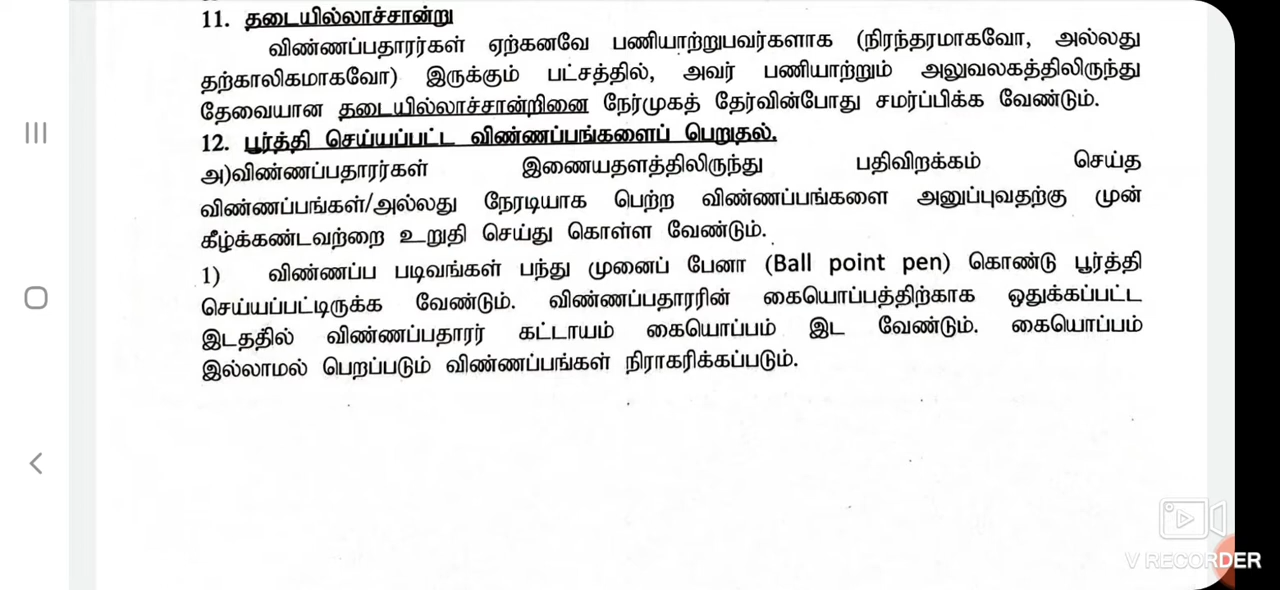 11. தடையில்லாச்சான்று
விண்ணப்பதாரர்கள் ஏற்கனவே பணியாற்றுபவர்களாக (நிரந்தரமாகவோ, அல்லது
தற்காலிகமாகவோ) இருக்கும் பட்சத்தில், அவர் பணியாற்றும் அலுவலகத்திலிருந்து
தேவையான தடையில்லாச்சான்றினை நேர்முகத் தேர்வின்போது சமர்ப்பிக்க வேண்டும்.
12. பூர்த்தி செய்யப்பட்ட விண்ணப்பங்களைப் பெறுதல்.
அ)விண்ணப்பதாரர்கள் இணையதளத்திலிருந்து பதிவிறக்கம் செய்த
விண்ணப்பங்கள்/அல்லது நேரடியாக பெற்ற விண்ணப்பங்களை அனுப்புவதற்கு முன்
கீழ்க்கண்டவற்றை உறுதி செய்து கொள்ள வேண்டும்.
1) விண்ணப்ப படிவங்கள் பந்து முனைப் பேனா (Ball point pen) கொண்டு பூர்த்தி
செய்யப்பட்டிருக்க வேண்டும். விண்ணப்பதாரரின் கையொப்பத்திற்காக ஒதுக்கப்பட்ட
இடததில் விண்ணப்பதாரர் கட்டாயம் கையொப்பம் இட வேண்டும். கையொப்பம்
இல்லாமல் பெறப்படும் விண்ணப்பங்கள் நிராகரிக்கப்படும்.
V RECORDER